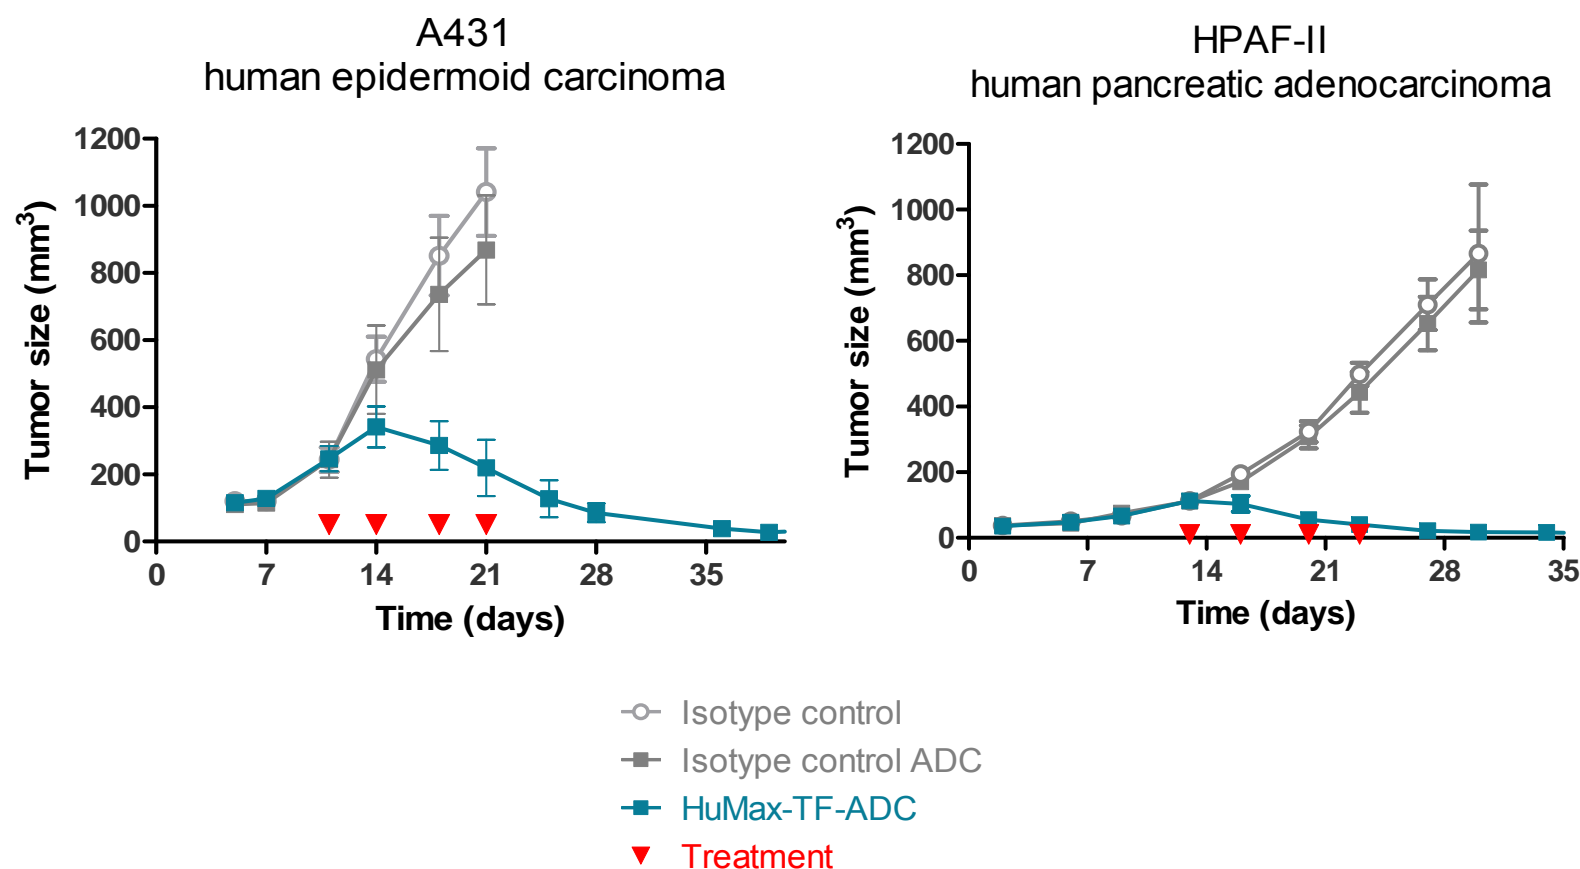 A431
human epidermoid carcinoma
Tumor size (mm³)
1200
1000
800
600
400
200
0
0 7 14 21 28 35
Time (days)
HPAF-II
human pancreatic adenocarcinoma
Tumor size (mm³)
1200
1000
800
600
400
200
0
0 7 14 21 28 35
Time (days)
Isotype control
Isotype control ADC
HuMax-TF-ADC
Treatment